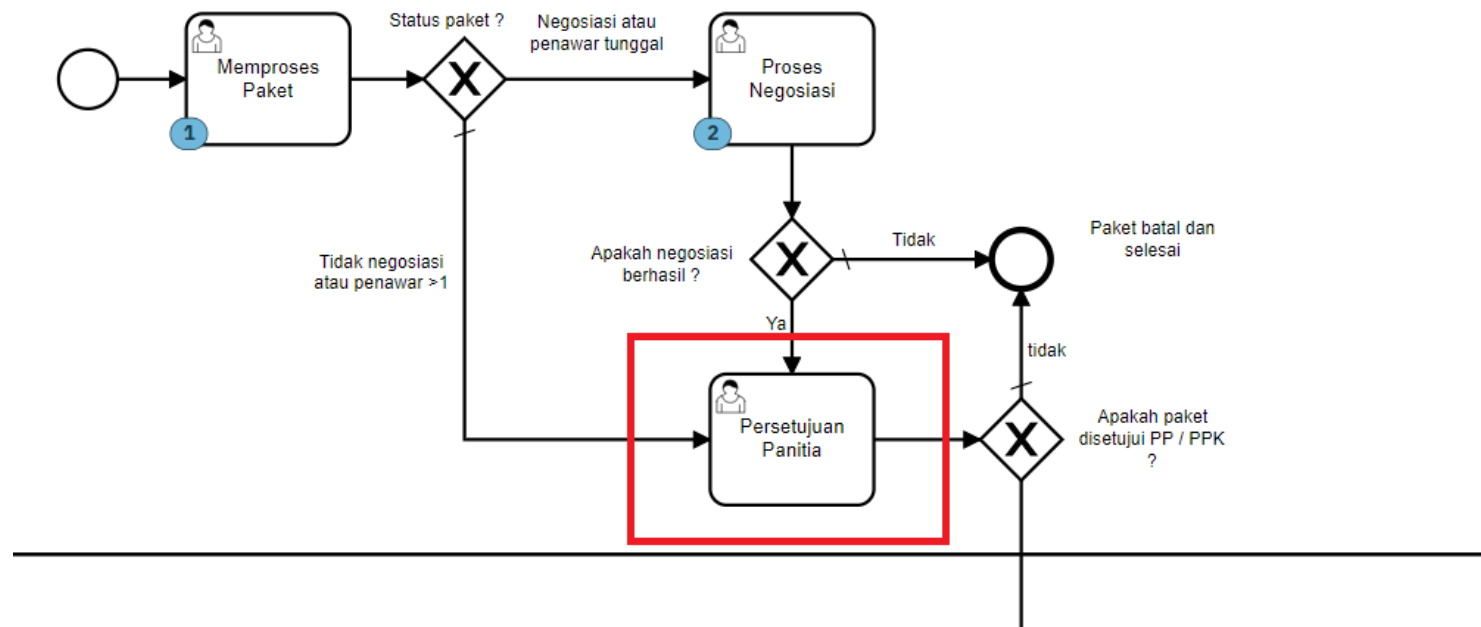 Status paket ?
Negosiasi atau
penawar tunggal
Memproses
Paket
1
Proses
Negosiasi
2
Tidak negosiasi
atau penawar >1
Apakah negosiasi
berhasil ?
Tidak
Paket batal dan
selesai
Ya
tidak
Persetujuan
Panitia
Apakah paket
disetujui PP / PPK
?